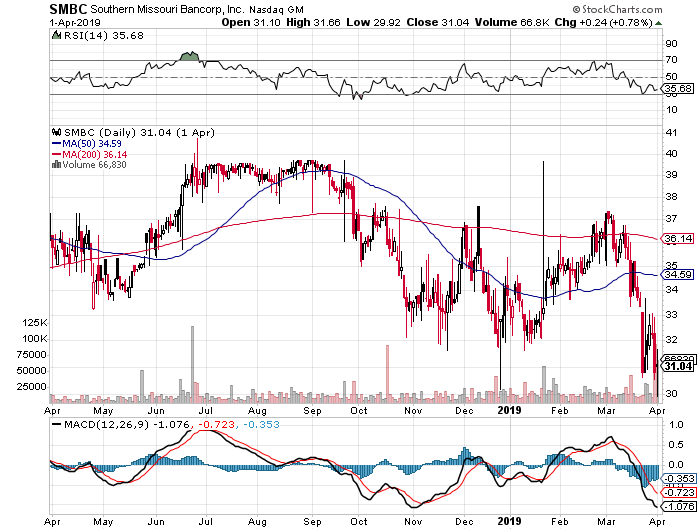 SMBC Southern Missouri Bancorp, Inc. Nasdaq GM © StockCharts.com
1-Apr-2019 Open 31.10 High 31.66 Low 29.92 Close 31.04 Volume 66.8K Chg +0.24 (+0.78%)
RSI(14) 35.68
90
70
50
35.68
30
10
SMBC (Daily) 31.04 (1 Apr)
MA(50) 34.59
MA(200) 36.14
Volume 66,830
41
40
39
38
37
36.14
35
34.59
34
33
32
31.04
30
125K
100K
75000
50000
25000
Apr May Jun Jul Aug Sep Oct Nov Dec 2019 Feb Mar Apr
MACD(12,26,9) -1.076, -0.723, -0.353
1.0
0.5
0.0
-0.353
-0.723
-1.076
Apr May Jun Jul Aug Sep Oct Nov Dec 2019 Feb Mar Apr